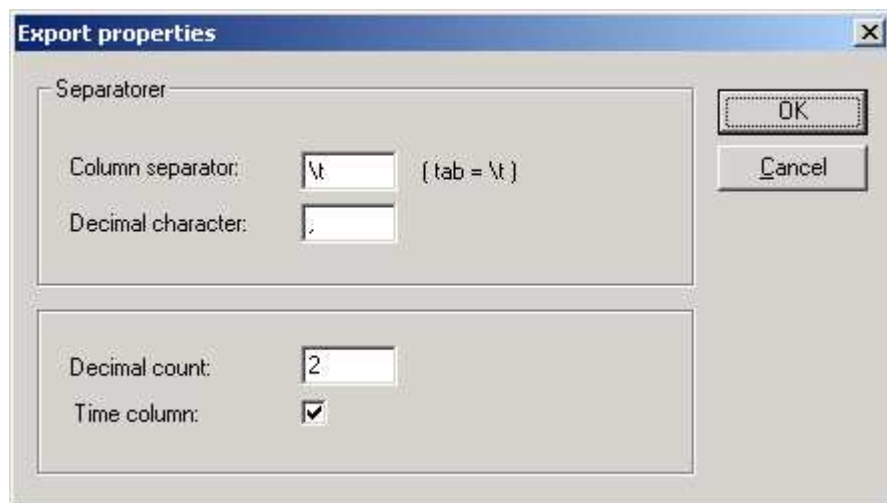 Export properties
Separatorer
OK
Column separator: \t ( tab = \t )
Cancel
Decimal character: ,
Decimal count: 2
Time column: